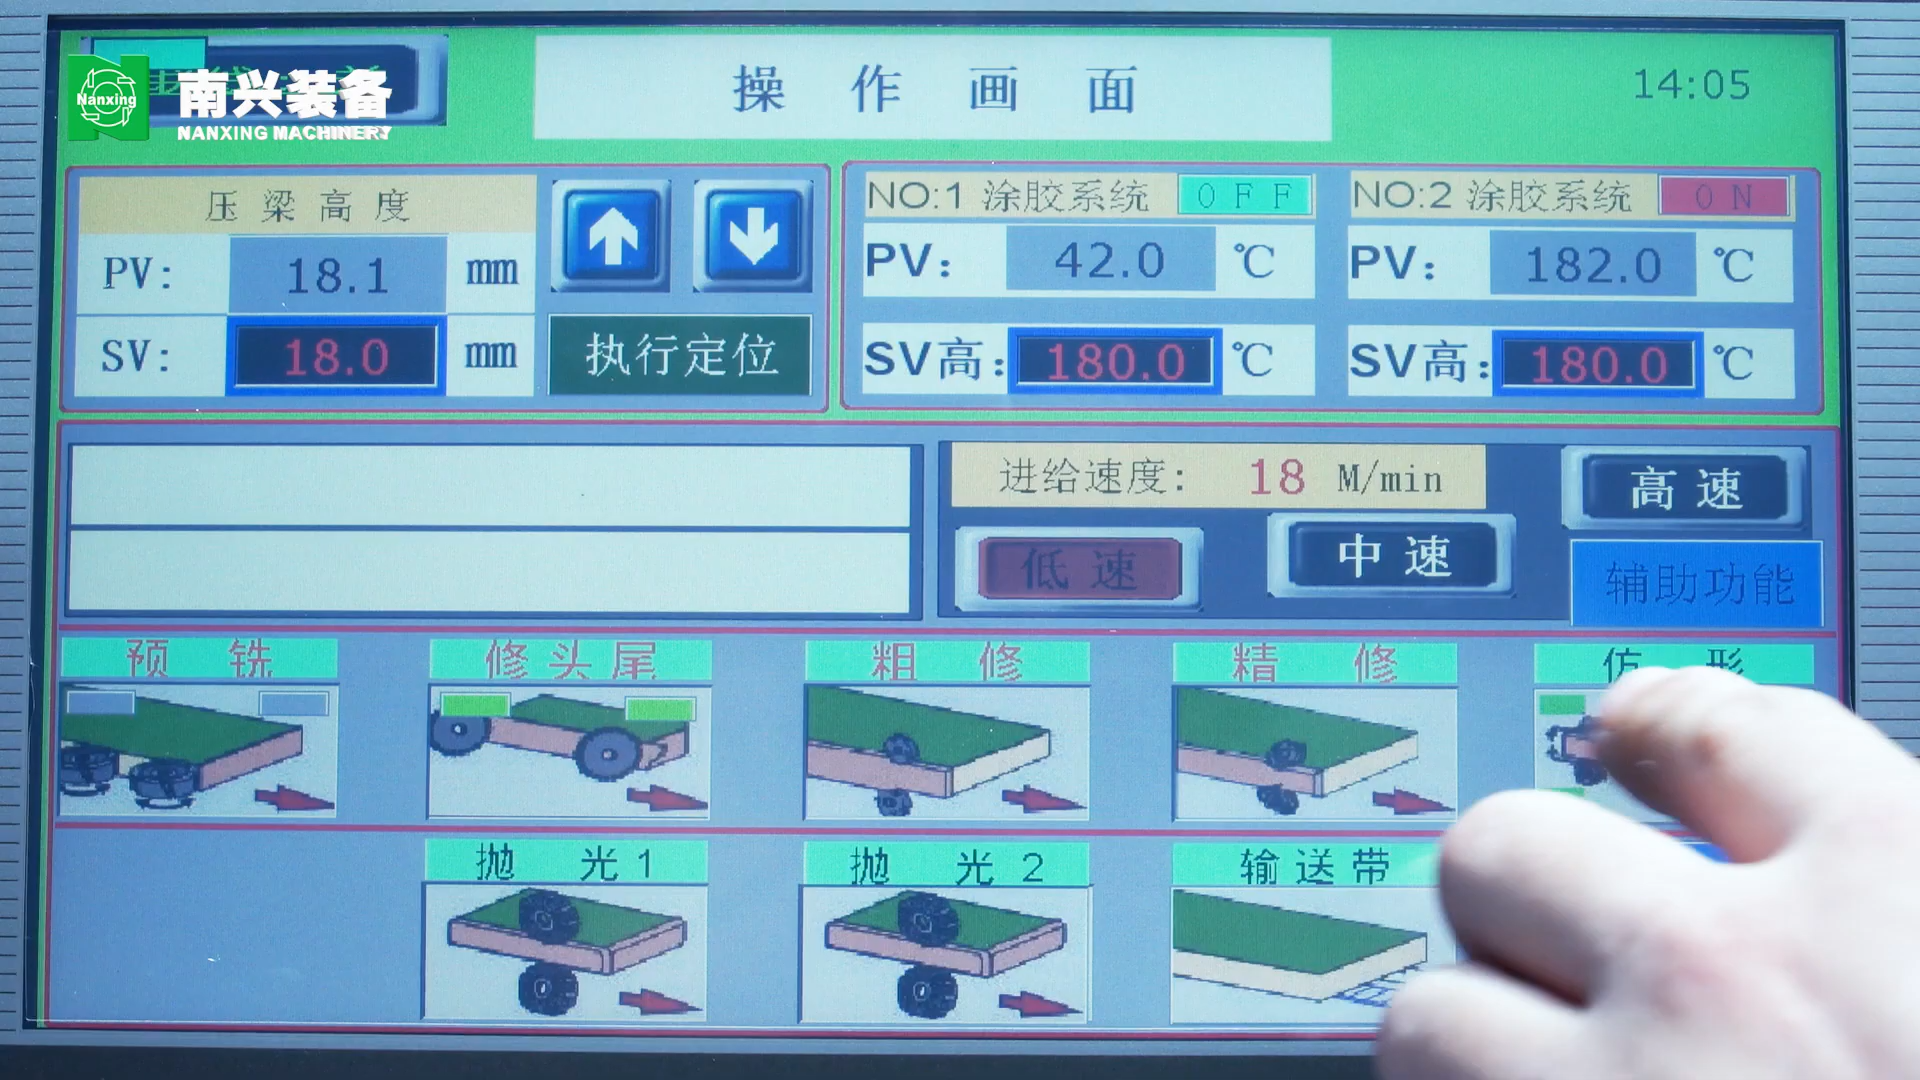 Nanxing
南兴装备
NANXING MACHINERY
操作画面
14:05
压梁高度
PV: 18.1 mm
SV: 18.0 mm
执行定位
NO:1 涂胶系统 OFF
PV: 42.0 ℃
SV高: 180.0 ℃
NO:2 涂胶系统 ON
PV: 182.0 ℃
SV高: 180.0 ℃
进给速度: 18 M/min
高速
低速
中速
辅助功能
预铣
修头尾
粗修
精修
仿形
抛光1
抛光2
输送带